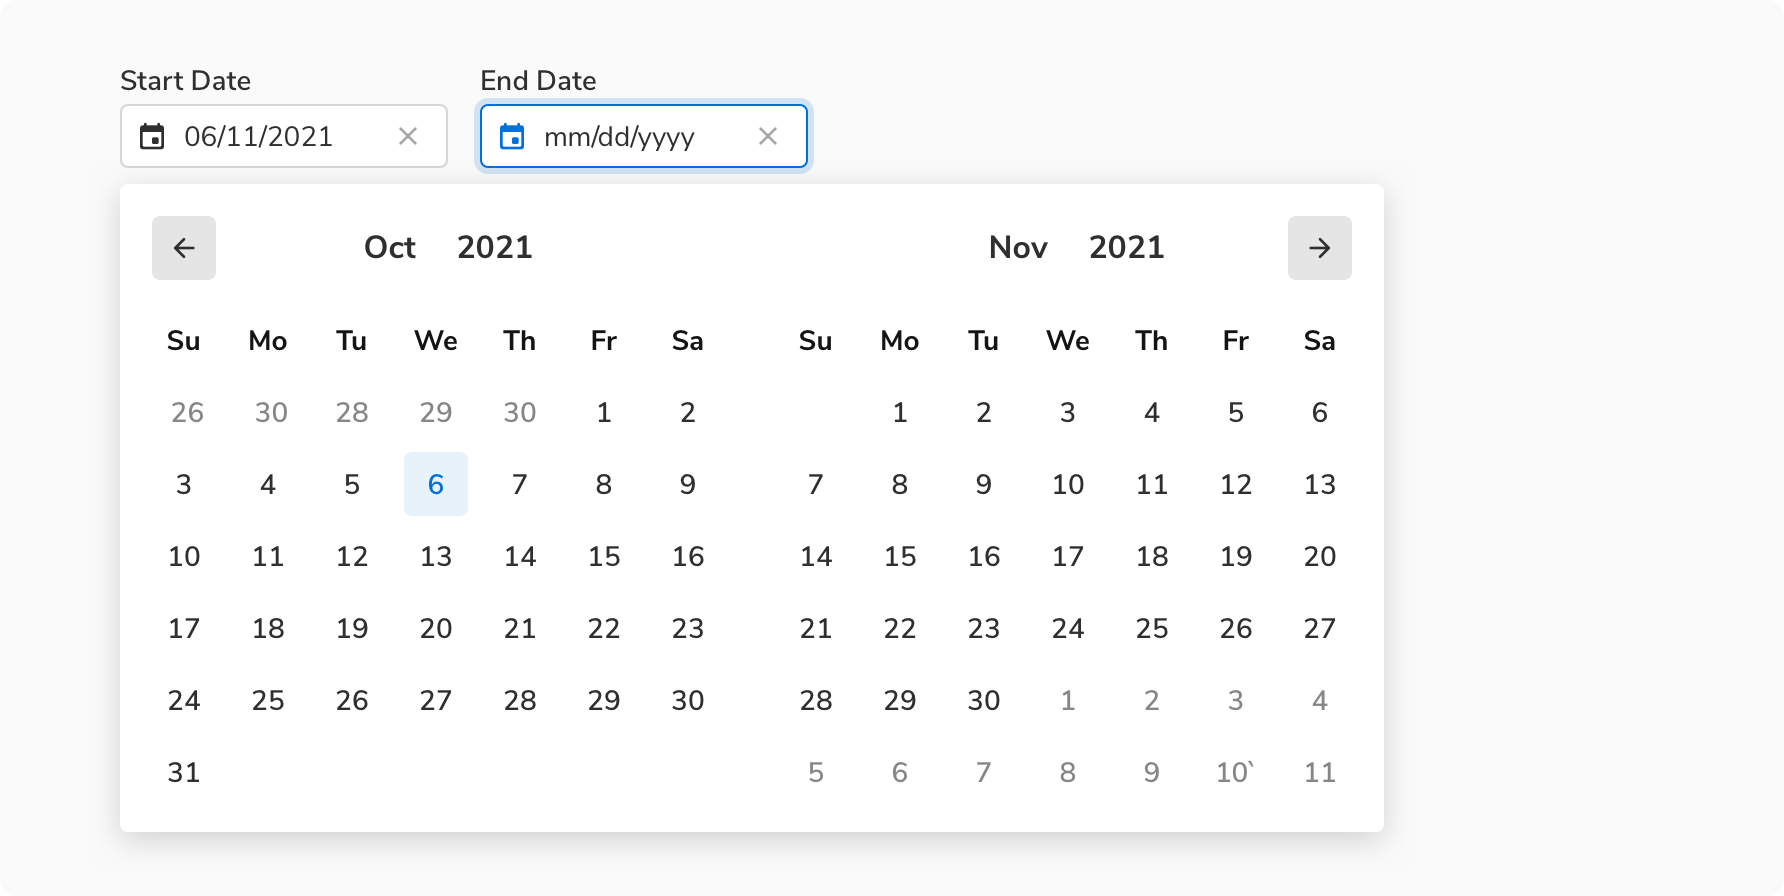 Start Date End Date
06/11/2021 mm/dd/yyyy
Oct 2021 Nov 2021
Su Mo Tu We Th Fr Sa Su Mo Tu We Th Fr Sa
26 30 28 29 30 1 2 1 2 3 4 5 6
3 4 5 6 7 8 9 7 8 9 10 11 12 13
10 11 12 13 14 15 16 14 15 16 17 18 19 20
17 18 19 20 21 22 23 21 22 23 24 25 26 27
24 25 26 27 28 29 30 28 29 30 1 2 3 4
31 5 6 7 8 9 10` 11